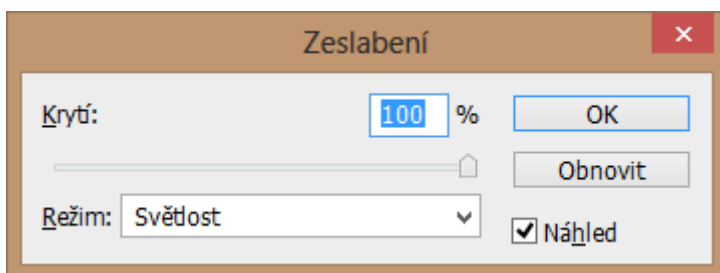 Zeslabení
Krytí: 100 % OK
Obnovit
Režim: Světlost
Náhled